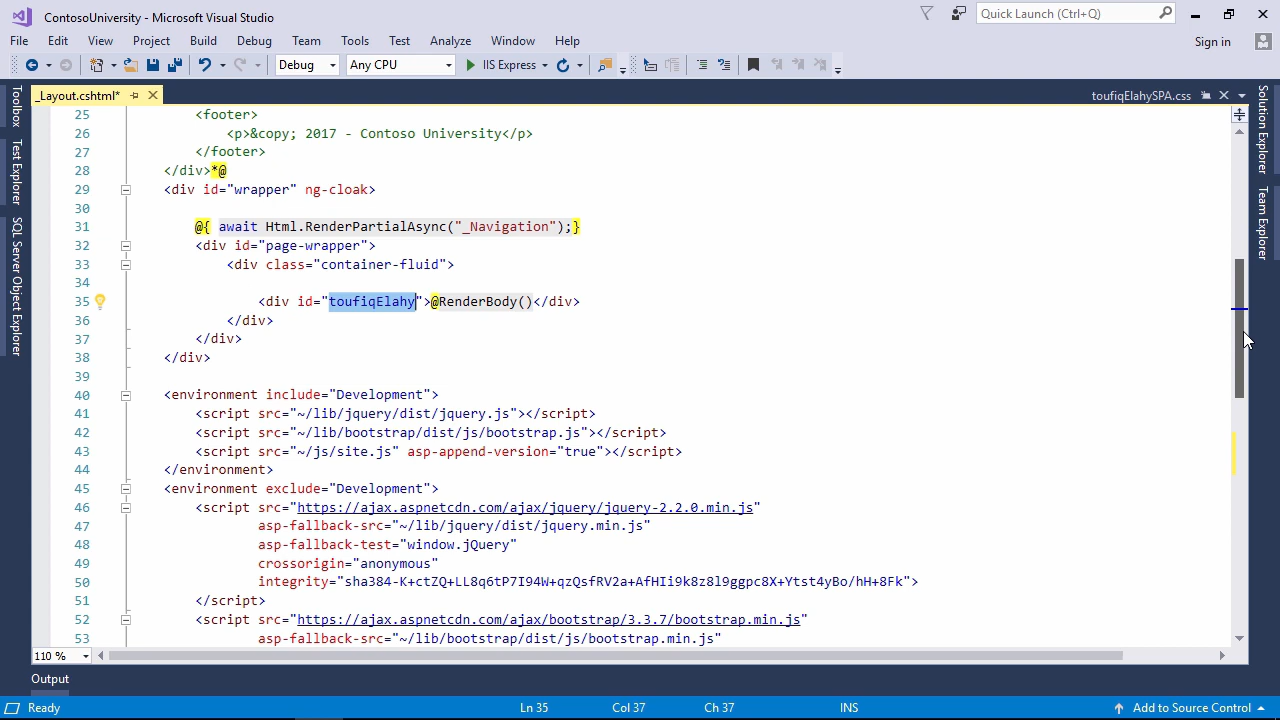 ContosoUniversity - Microsoft Visual Studio
Quick Launch (Ctrl+Q)
File Edit View Project Build Debug Team Tools Test Analyze Window Help
Sign in
Debug Any CPU IIS Express
_Layout.cshtml*
toufiqElahySPA.css
Toolbox
Test Explorer
SQL Server Object Explorer
Solution Explorer
Team Explorer
25 <footer>
26 <p>&copy; 2017 - Contoso University</p>
27 </footer>
28 </div>*@
29 <div id="wrapper" ng-cloak>
30
31 @{ await Html.RenderPartialAsync("_Navigation");}
32 <div id="page-wrapper">
33 <div class="container-fluid">
34
35 <div id="toufiqElahy">@RenderBody()</div>
36 </div>
37 </div>
38 </div>
39
40 <environment include="Development">
41 <script src="~/lib/jquery/dist/jquery.js"></script>
42 <script src="~/lib/bootstrap/dist/js/bootstrap.js"></script>
43 <script src="~/js/site.js" asp-append-version="true"></script>
44 </environment>
45 <environment exclude="Development">
46 <script src="https://ajax.aspnetcdn.com/ajax/jquery/jquery-2.2.0.min.js"
47 asp-fallback-src="~/lib/jquery/dist/jquery.min.js"
48 asp-fallback-test="window.jQuery"
49 crossorigin="anonymous"
50 integrity="sha384-K+ctZQ+LL8q6tP7I94W+qzQsfRV2a+AfHIi9k8z8l9ggpc8X+Ytst4yBo/hH+8Fk">
51 </script>
52 <script src="https://ajax.aspnetcdn.com/ajax/bootstrap/3.3.7/bootstrap.min.js"
53 asp-fallback-src="~/lib/bootstrap/dist/js/bootstrap.min.js"
110 %
Output
Ready Ln 35 Col 37 Ch 37 INS Add to Source Control